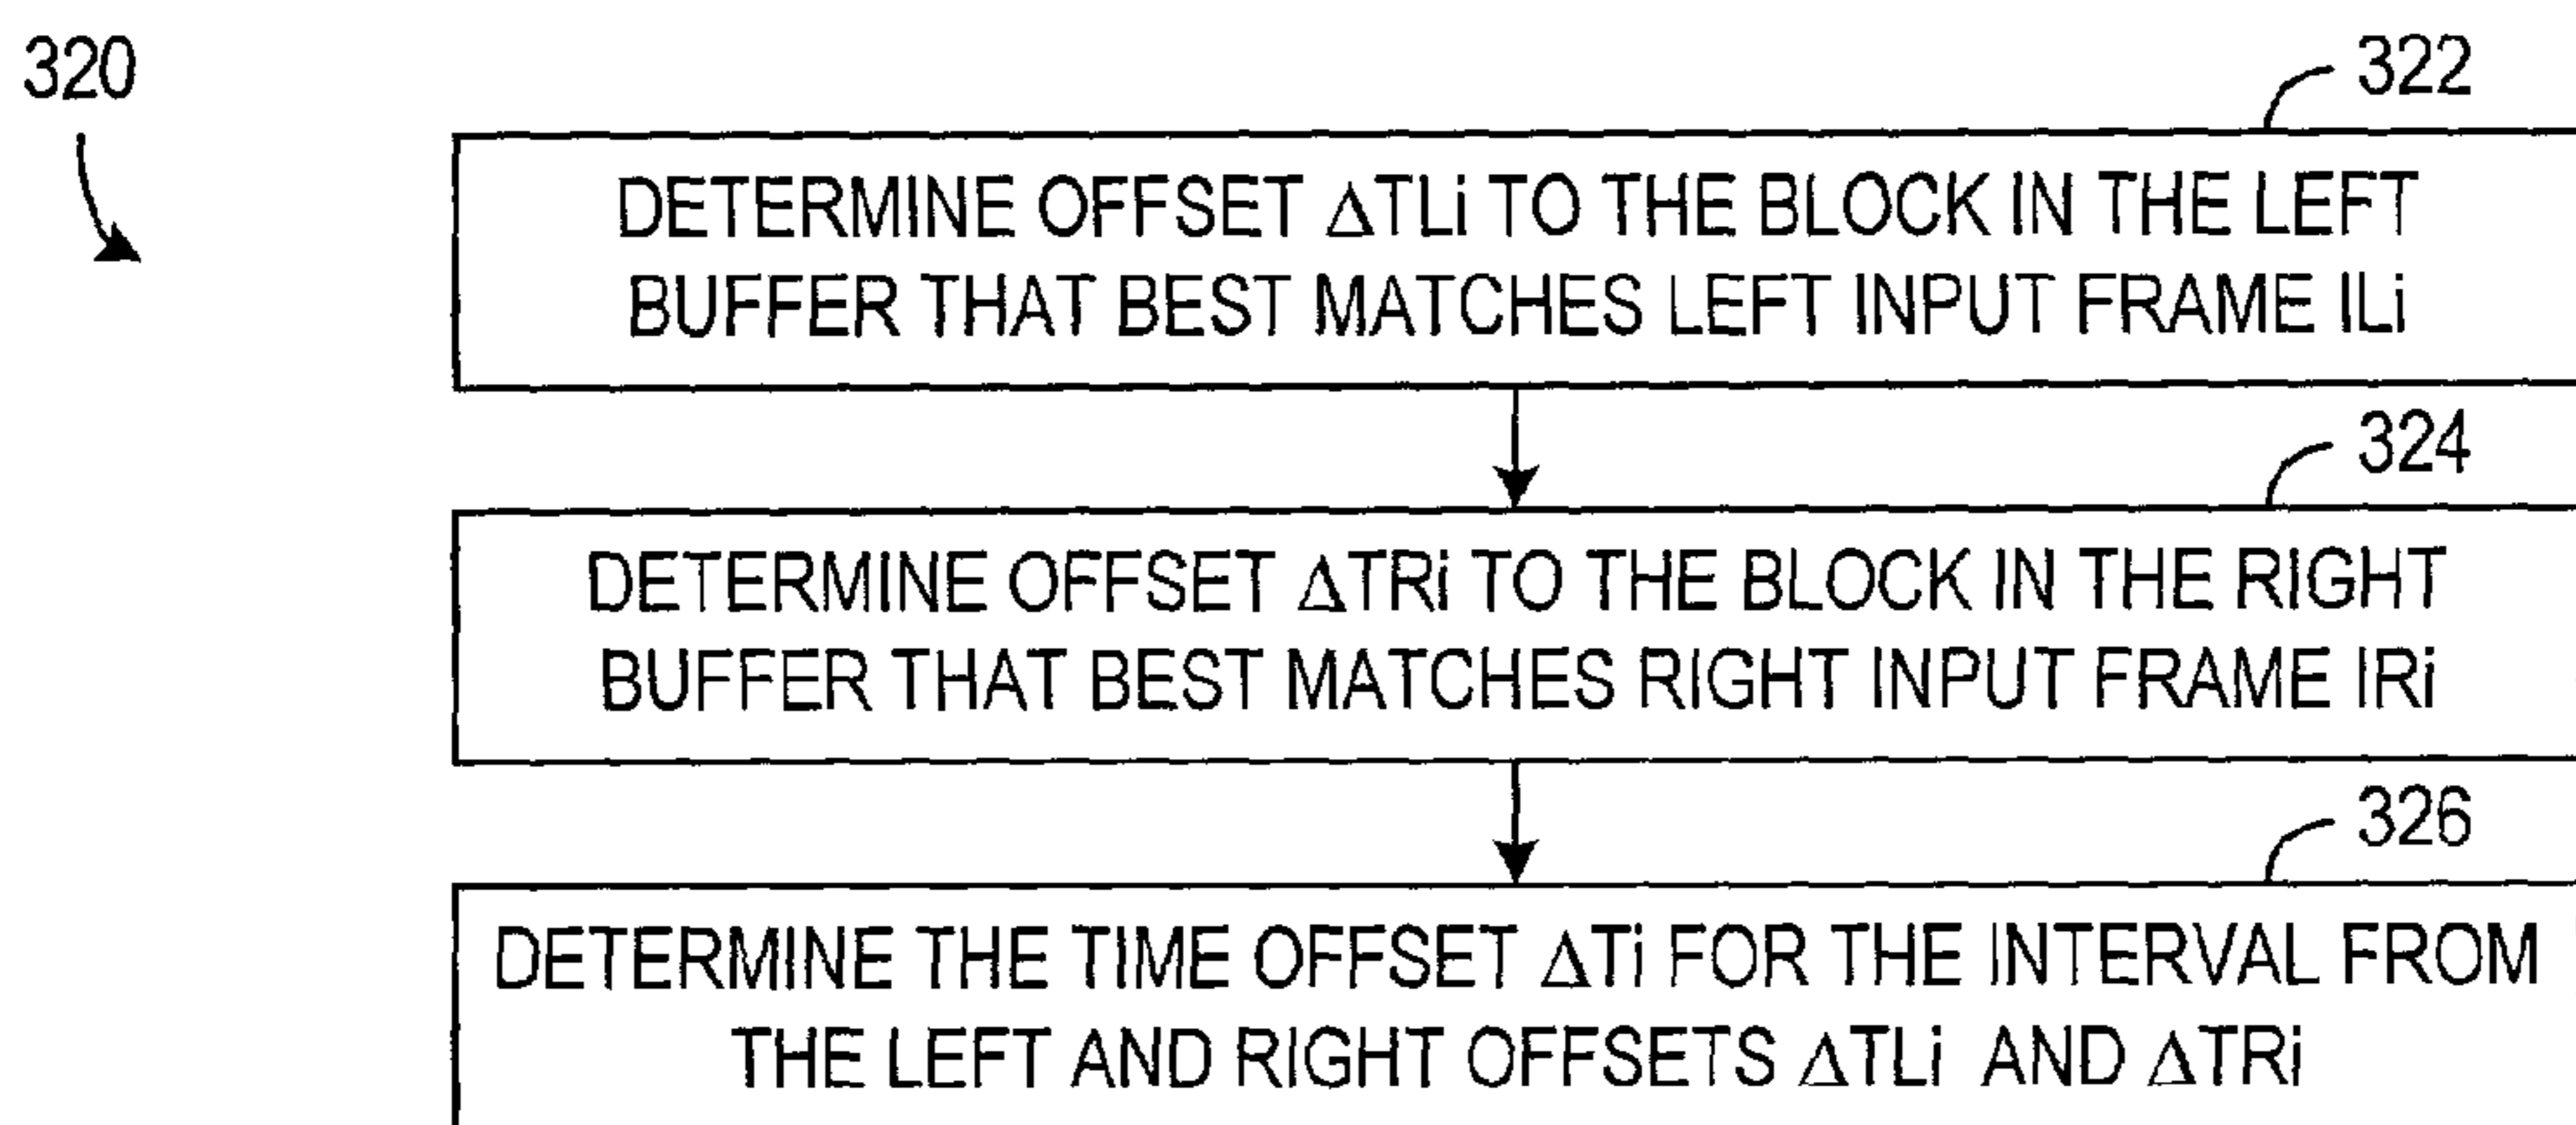 320
322
DETERMINE OFFSET ΔTLi TO THE BLOCK IN THE LEFT
BUFFER THAT BEST MATCHES LEFT INPUT FRAME ILi
324
DETERMINE OFFSET ΔTRi TO THE BLOCK IN THE RIGHT
BUFFER THAT BEST MATCHES RIGHT INPUT FRAME IRi
326
DETERMINE THE TIME OFFSET ΔTi FOR THE INTERVAL FROM
THE LEFT AND RIGHT OFFSETS ΔTLi AND ΔTRi